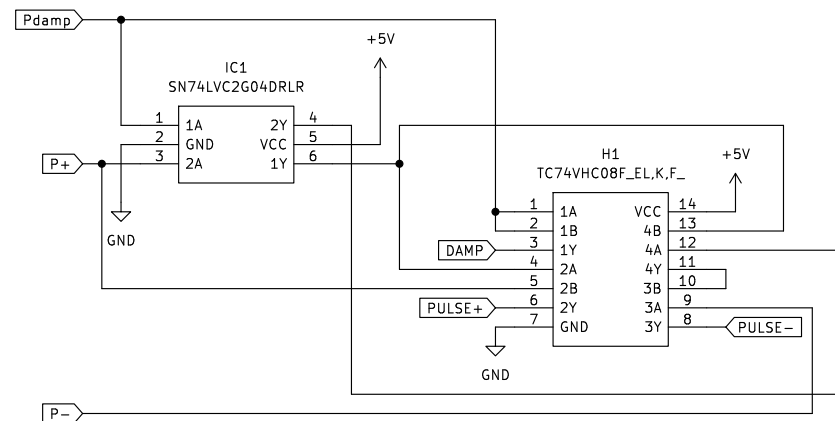 Pdamp
+5V
IC1
SN74LVC2G04DRLR
1 1A 2Y 4
2 GND VCC 5
3 2A 1Y 6
P+
GND
H1
TC74VHC08F_EL,K,F_
+5V
1 1A VCC 14
2 1B 4B 13
DAMP 3 1Y 4A 12
4 2A 4Y 11
5 2B 3B 10
PULSE+ 6 2Y 3A 9
7 GND 3Y 8 PULSE-
GND
P-